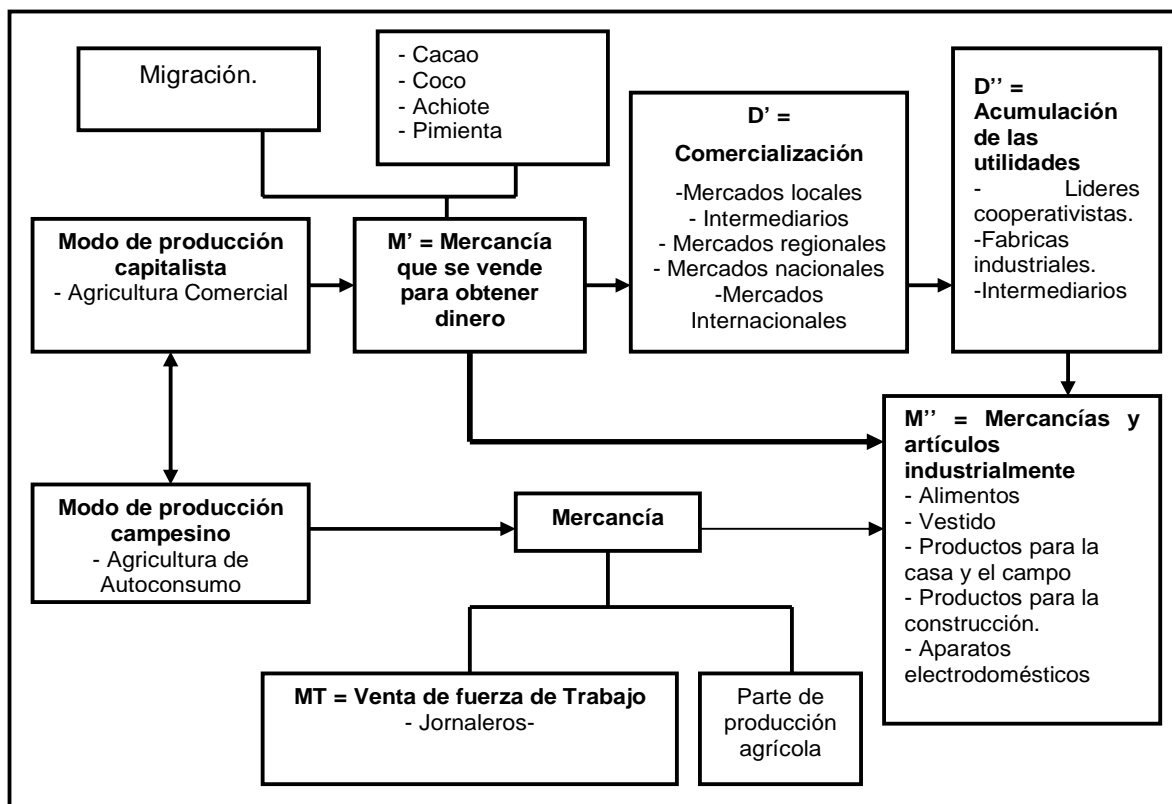 Migración.
- Cacao
- Coco
- Achiote
- Pimienta
D’ =
Comercialización
-Mercados locales
- Intermediarios
- Mercados regionales
- Mercados nacionales
-Mercados
Internacionales
D’’ =
Acumulación
de las
utilidades
- Lideres
cooperativistas.
-Fabricas
industriales.
-Intermediarios
Modo de producción
capitalista
- Agricultura Comercial
M’ = Mercancía
que se vende
para obtener
dinero
M’’ = Mercancías y
artículos
industrialmente
- Alimentos
- Vestido
- Productos para la
casa y el campo
- Productos para la
construcción.
- Aparatos
electrodomésticos
Modo de producción
campesino
- Agricultura de
Autoconsumo
Mercancía
MT = Venta de fuerza de Trabajo
- Jornaleros-
Parte de
producción
agrícola